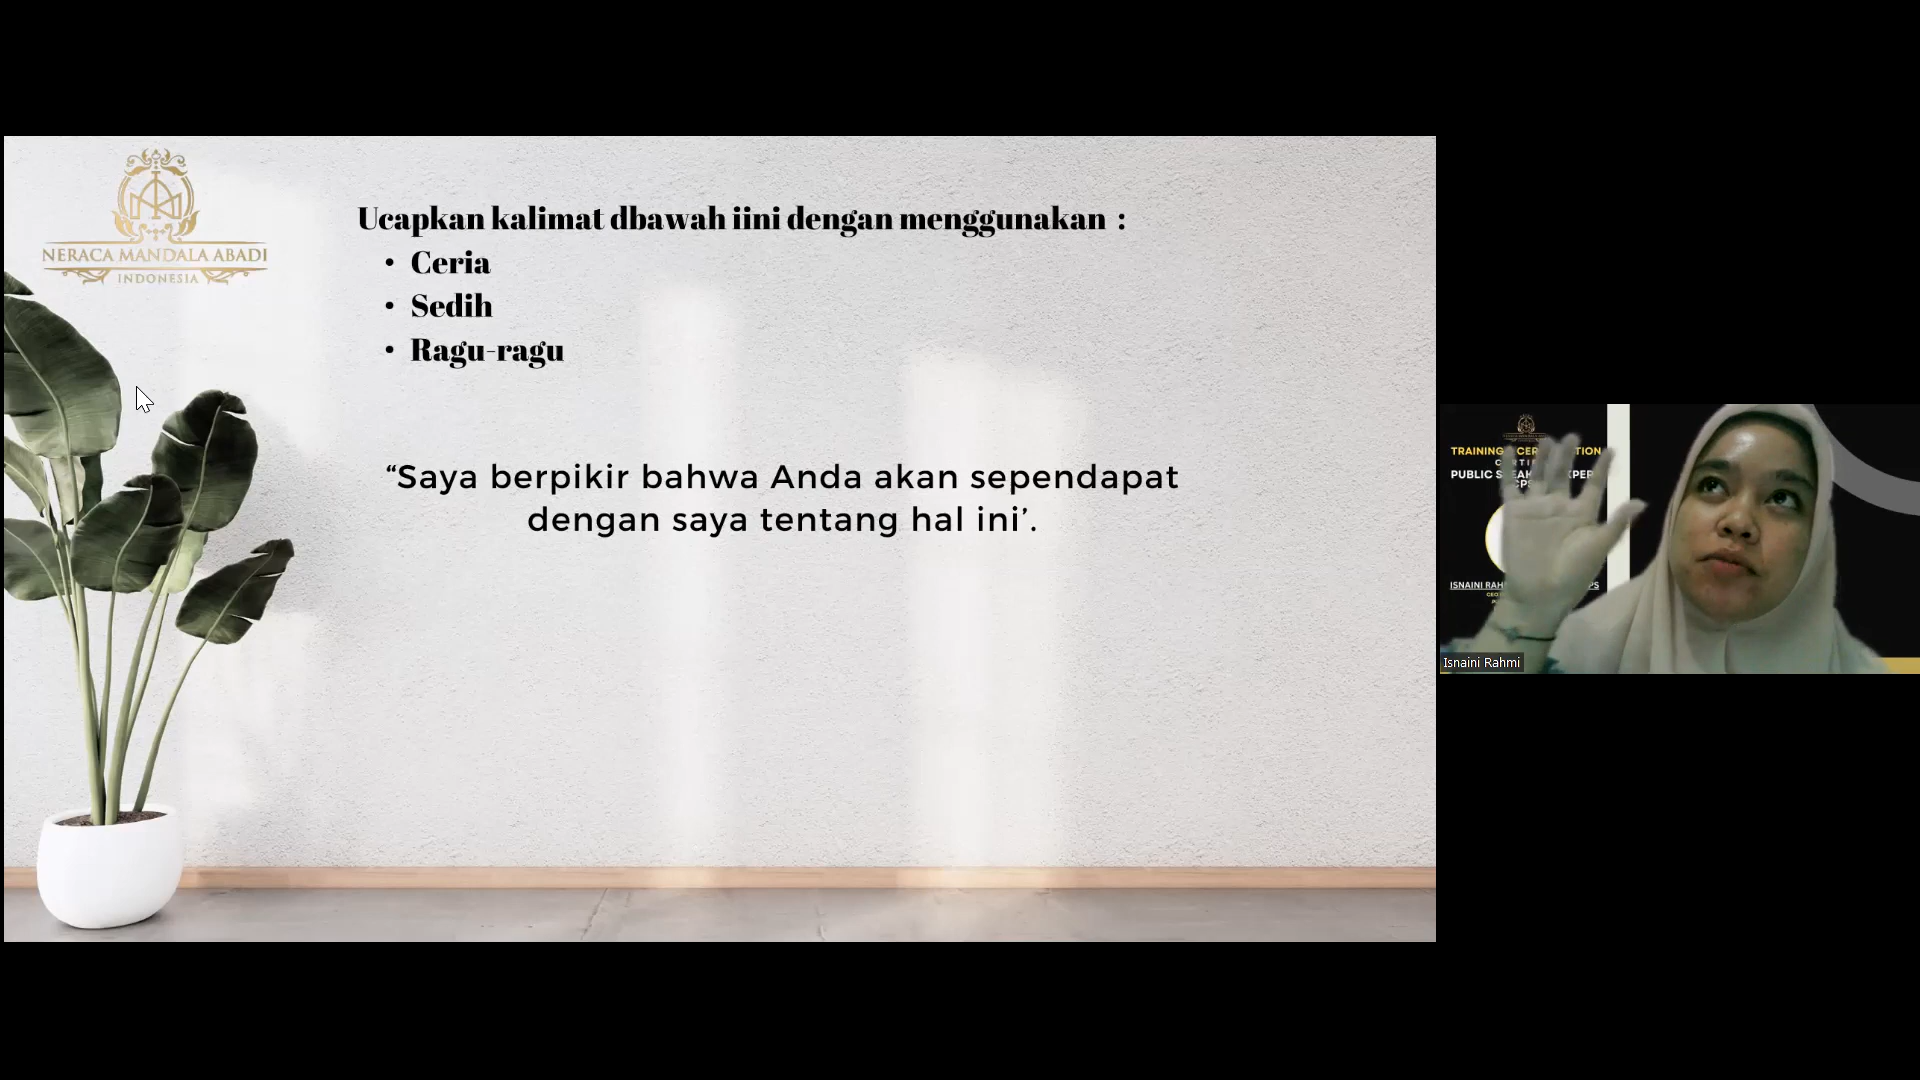 NERACA MANDALA ABADI
INDONESIA
Ucapkan kalimat dbawah iini dengan menggunakan :
• Ceria
• Sedih
• Ragu-ragu
“Saya berpikir bahwa Anda akan sependapat
dengan saya tentang hal ini’.
TRAINING
PUBLIC
ISNAINI
Isnaini Rahmi